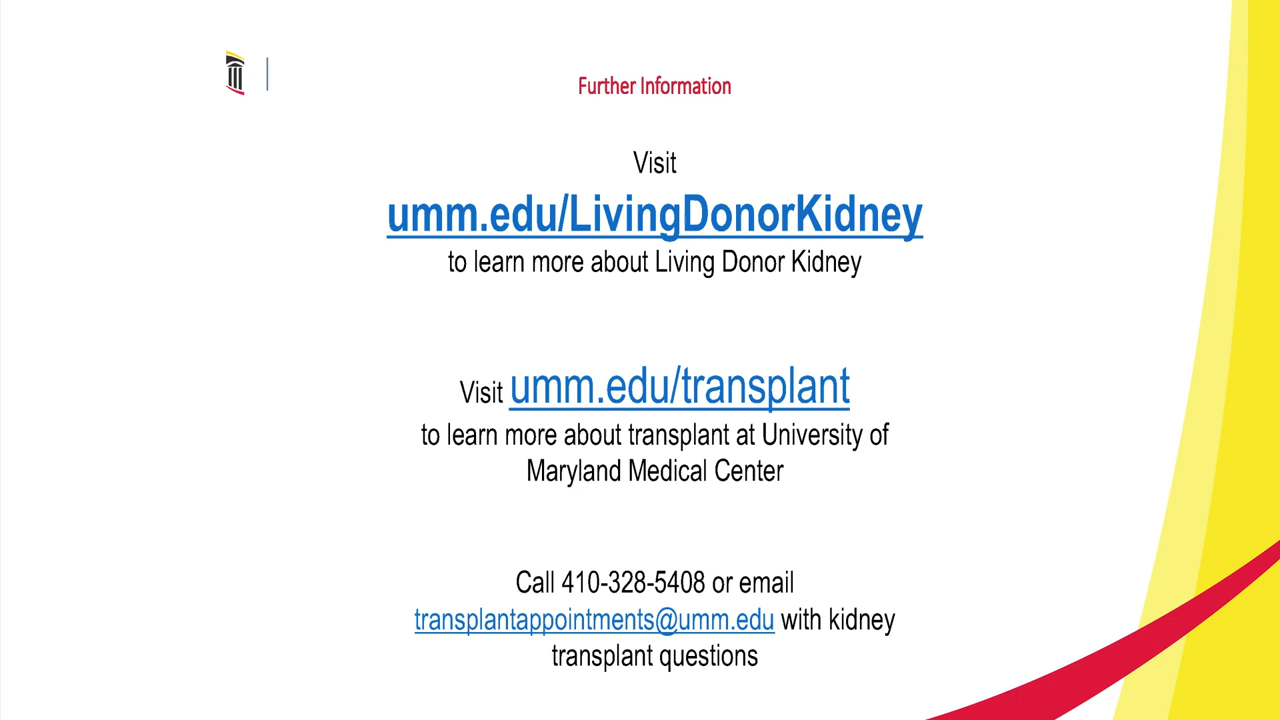 Further Information
Visit
umm.edu/LivingDonorKidney
to learn more about Living Donor Kidney
Visit umm.edu/transplant
to learn more about transplant at University of
Maryland Medical Center
Call 410-328-5408 or email
transplantappointments@umm.edu with kidney
transplant questions